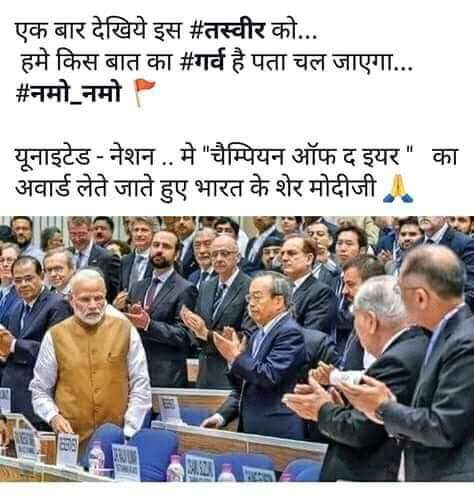 एक बार देखिये इस #तस्वीर को...
हमे किस बात का #गर्व है पता चल जाएगा...
#नमो_नमो 🚩
यूनाइटेड - नेशन .. मे "चैम्पियन ऑफ द इयर " का
अवार्ड लेते जाते हुए भारत के शेर मोदीजी 🙏